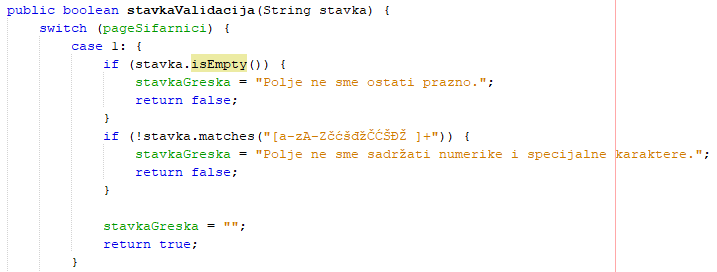 public boolean stavkaValidacija(String stavka) {
switch (pageSifarnici) {
case 1: {
if (stavka.isEmpty()) {
stavkaGreska = "Polje ne sme ostati prazno.";
return false;
}
if (!stavka.matches("[a-zA-ZčćšđžČĆŠĐŽ ]+")) {
stavkaGreska = "Polje ne sme sadržati numerike i specijalne karaktere.";
return false;
}
stavkaGreska = "";
return true;
}